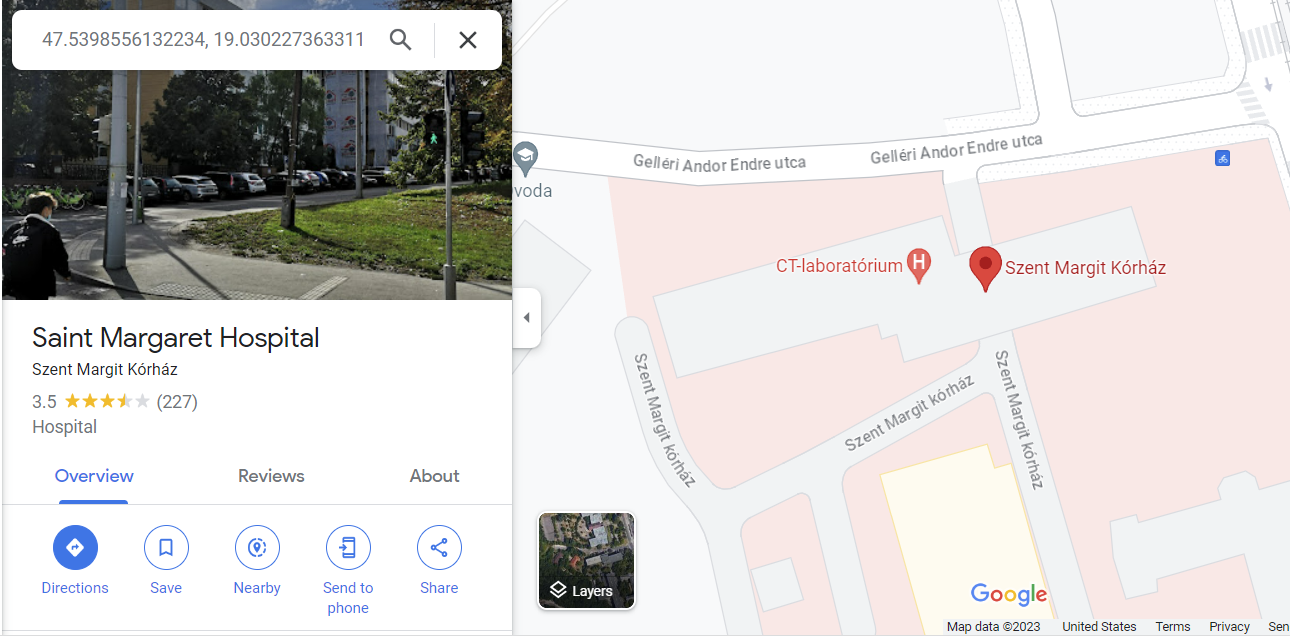 47.5398556132234, 19.030227363311
Saint Margaret Hospital
Szent Margit Kórház
3.5 (227)
Hospital
Overview Reviews About
Directions Save Nearby Send to phone Share
Gelléri Andor Endre utca
Gelléri Andor Endre utca
voda
CT-laboratórium H
Szent Margit Kórház
Szent Margit kórház
Szent Margit kórház
Szent Margit kórház
Layers
Google
Map data ©2023 United States Terms Privacy Sen